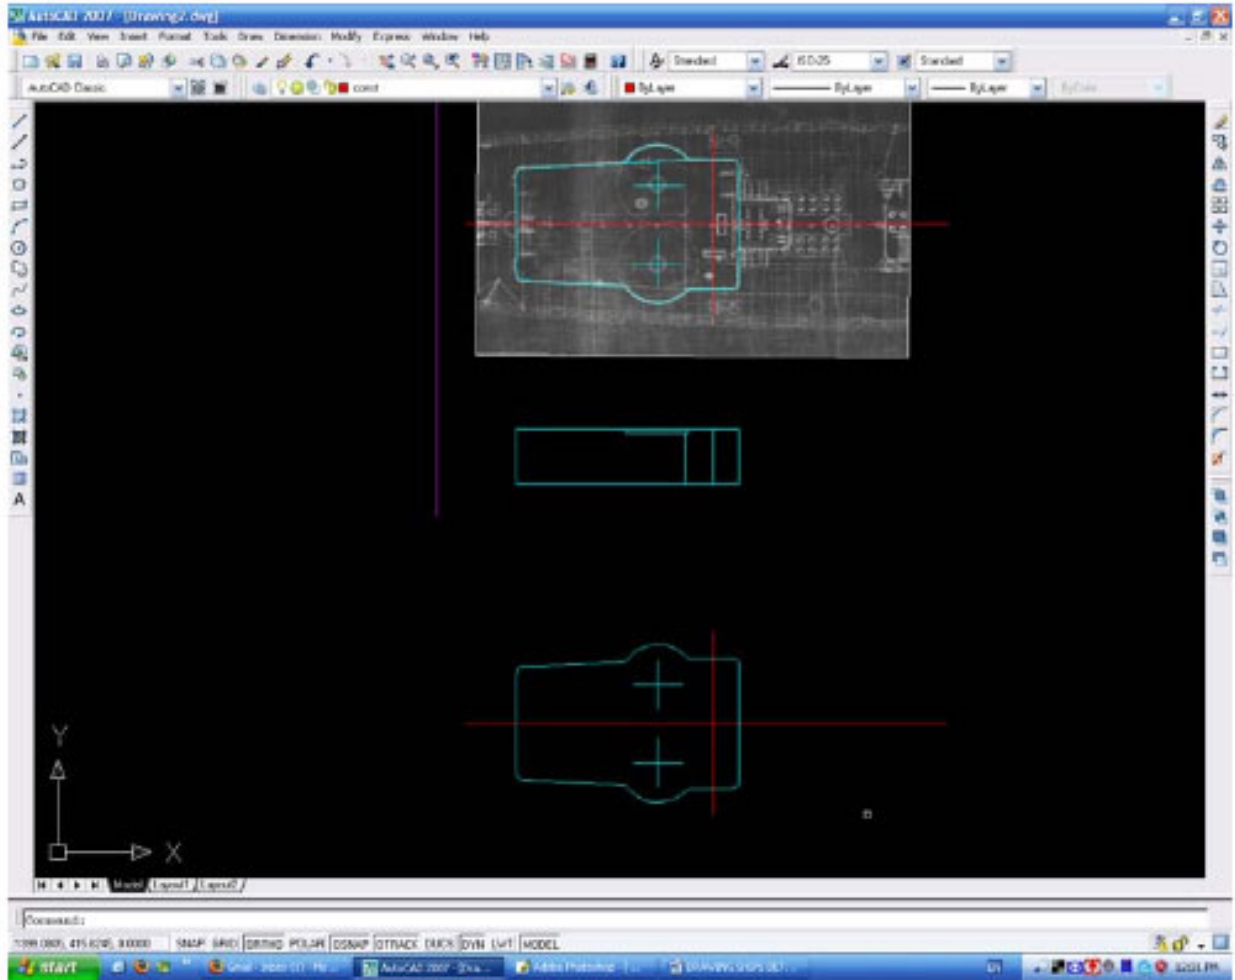 AutoCAD 2007 - [Drawing2.dwg]
File Edit View Insert Format Tools Draw Dimension Modify Express Window Help
Standard ISO-25 Standard
AutoCAD Classic const ByLayer ByLayer ByLayer ByColor
A
Y
X
Model Layout1 Layout2
Command:
SNAP GRID ORTHO POLAR OSNAP OTRACK DUCS DYN LWT MODEL
start AutoCAD 2007 - [Dra... Adobe Photoshop - [... EN